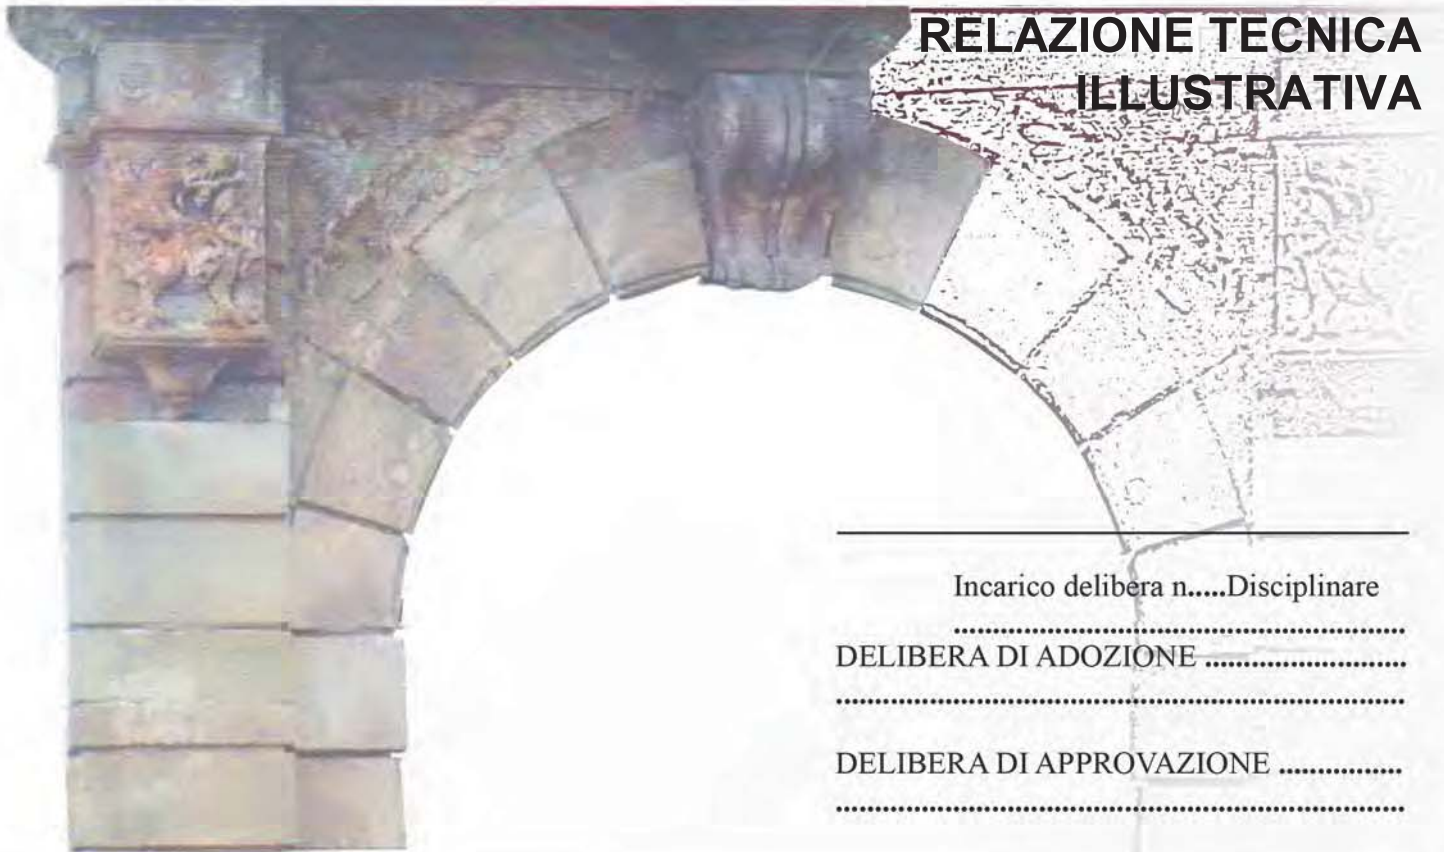 RELAZIONE TECNICA
ILLUSTRATIVA
Incarico delibera n.....Disciplinare
..........................................................................
DELIBERA DI ADOZIONE .................................
..............................................................................................
DELIBERA DI APPROVAZIONE ....................
..............................................................................................